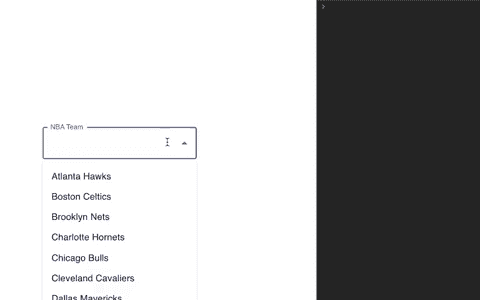 NBA Team
Atlanta Hawks
Boston Celtics
Brooklyn Nets
Charlotte Hornets
Chicago Bulls
Cleveland Cavaliers
Dallas Mavericks